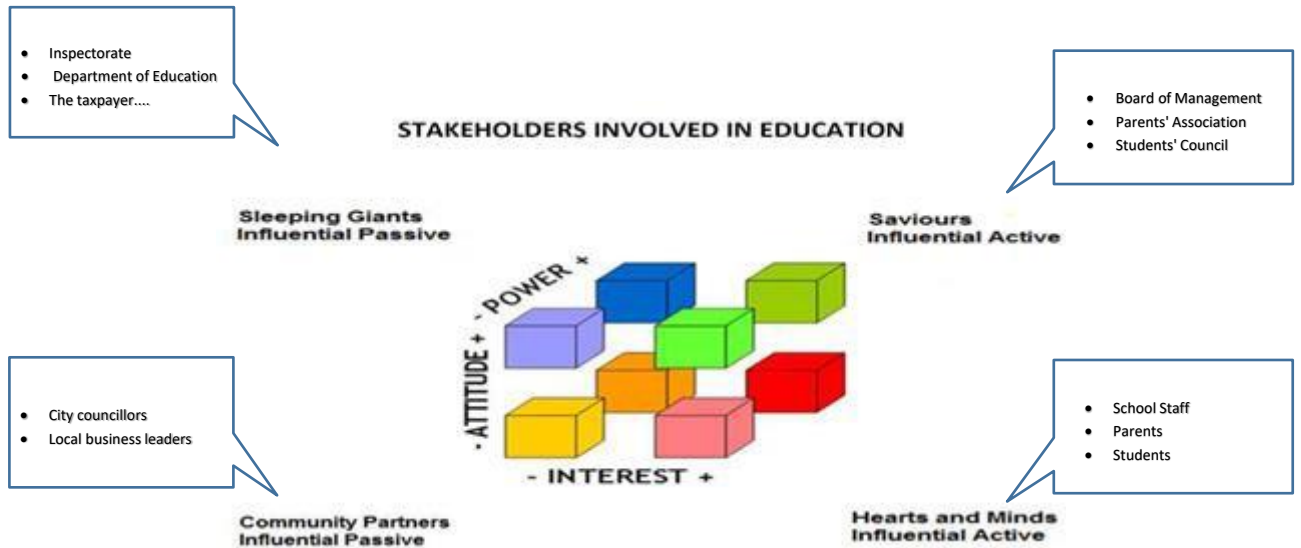 • Inspectorate
• Department of Education
• The taxpayer....
• Board of Management
• Parents' Association
• Students' Council
STAKEHOLDERS INVOLVED IN EDUCATION
Sleeping Giants
Influential Passive
Saviours
Influential Active
- POWER +
- ATTITUDE +
- INTEREST +
• City councillors
• Local business leaders
• School Staff
• Parents
• Students
Community Partners
Influential Passive
Hearts and Minds
Influential Active